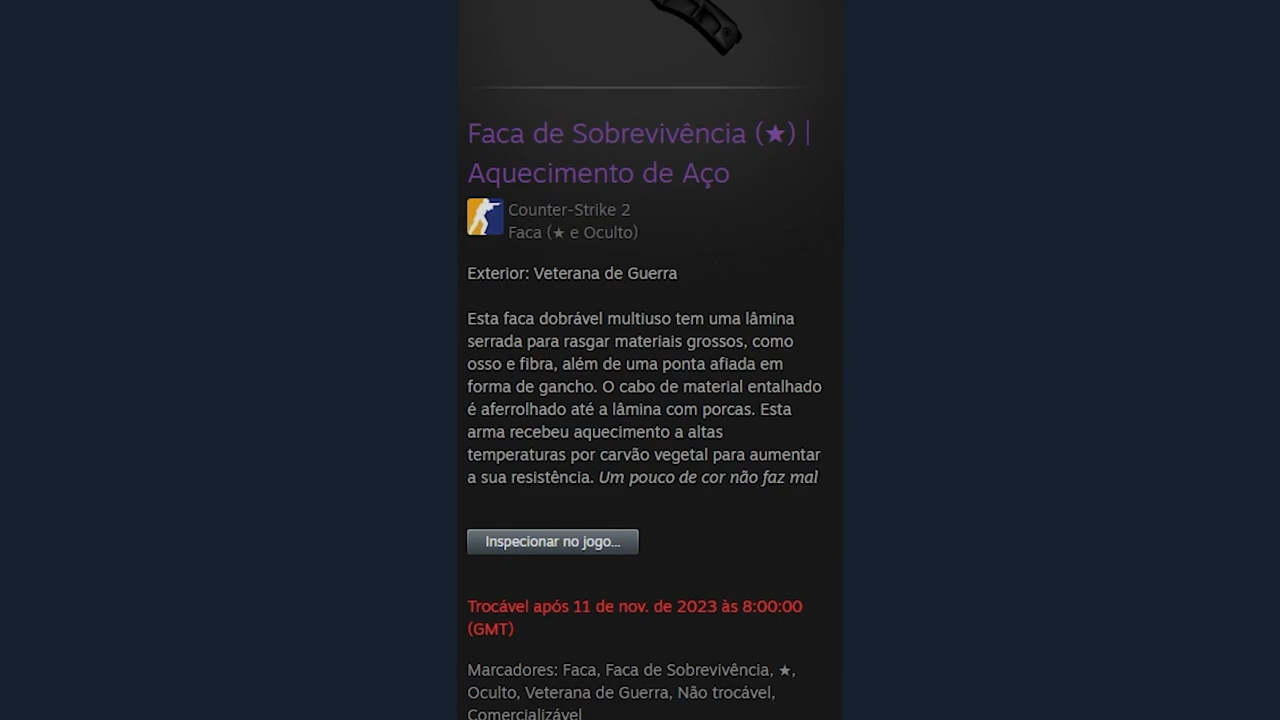 Faca de Sobrevivência (★) |
Aquecimento de Aço
Counter-Strike 2
Faca (★ e Oculto)
Exterior: Veterana de Guerra
Esta faca dobrável multiuso tem uma lâmina
serrada para rasgar materiais grossos, como
osso e fibra, além de uma ponta afiada em
forma de gancho. O cabo de material entalhado
é aferrolhado até a lâmina com porcas. Esta
arma recebeu aquecimento a altas
temperaturas por carvão vegetal para aumentar
a sua resistência. Um pouco de cor não faz mal
Inspecionar no jogo...
Trocável após 11 de nov. de 2023 às 8:00:00
(GMT)
Marcadores: Faca, Faca de Sobrevivência, ★,
Oculto, Veterana de Guerra, Não trocável,
Comercializável